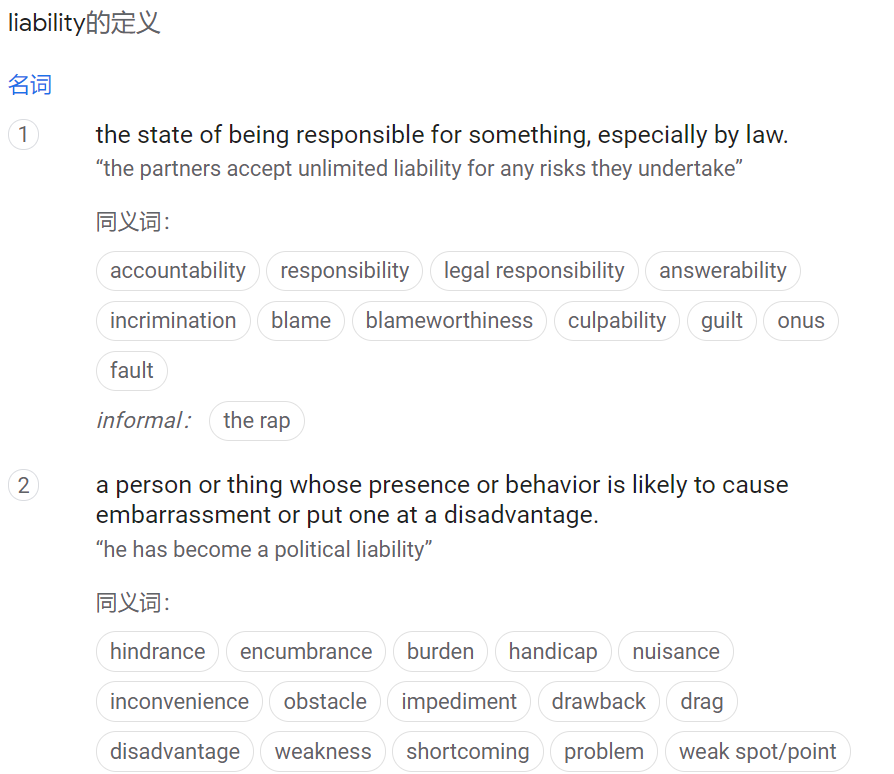 liability的定义
名词
1 the state of being responsible for something, especially by law.
“the partners accept unlimited liability for any risks they undertake”
同义词：
accountability responsibility legal responsibility answerability
incrimination blame blameworthiness culpability guilt onus
fault
informal： the rap
2 a person or thing whose presence or behavior is likely to cause
embarrassment or put one at a disadvantage.
“he has become a political liability”
同义词：
hindrance encumbrance burden handicap nuisance
inconvenience obstacle impediment drawback drag
disadvantage weakness shortcoming problem weak spot/point